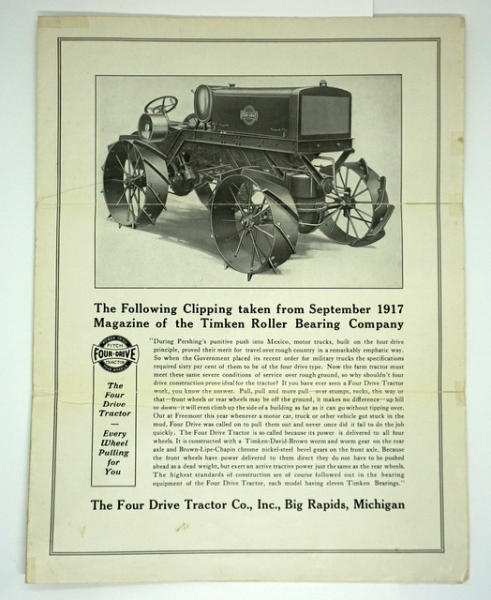 The Following Clipping taken from September 1917
Magazine of the Timken Roller Bearing Company
FITCH
FOUR-DRIVE
TRACTOR
The
Four
Drive
Tractor
—
Every
Wheel
Pulling
for
You
"During Pershing's punitive push into Mexico, motor trucks, built on the four drive
principle, proved their merit for travel over rough country in a remarkably emphatic way.
So when the Government placed its recent order for military trucks the specifications
required sixty per cent of them to be of the four drive type. Now the farm tractor must
meet these same severe conditions of service over rough ground, so why shouldn't four
drive construction prove ideal for the tractor? If you have ever seen a Four Drive Tractor
work, you know the answer. Pull, pull and more pull—over stumps, rocks, this way or
that—front wheels or rear wheels may be off the ground, it makes no difference—up hill
or down—it will even climb up the side of a building as far as it can go without tipping over.
Out at Freemont this year whenever a motor car, truck or other vehicle got stuck in the
mud, Four Drive was called on to pull them out and never once did it fail to do the job
quickly. The Four Drive Tractor is so called because its power is delivered to all four
wheels. It is constructed with a Timken-David-Brown worm and worm gear on the rear
axle and Brown-Lipe-Chapin chrome nickel-steel bevel gears on the front axle. Because
the front wheels have power delivered to them direct they do not have to be pushed
ahead as a dead weight, but exert an active tractive power just the same as the rear wheels.
The highest standards of construction are of course followed out in the bearing
equipment of the Four Drive Tractor, each model having eleven Timken Bearings."
The Four Drive Tractor Co., Inc., Big Rapids, Michigan